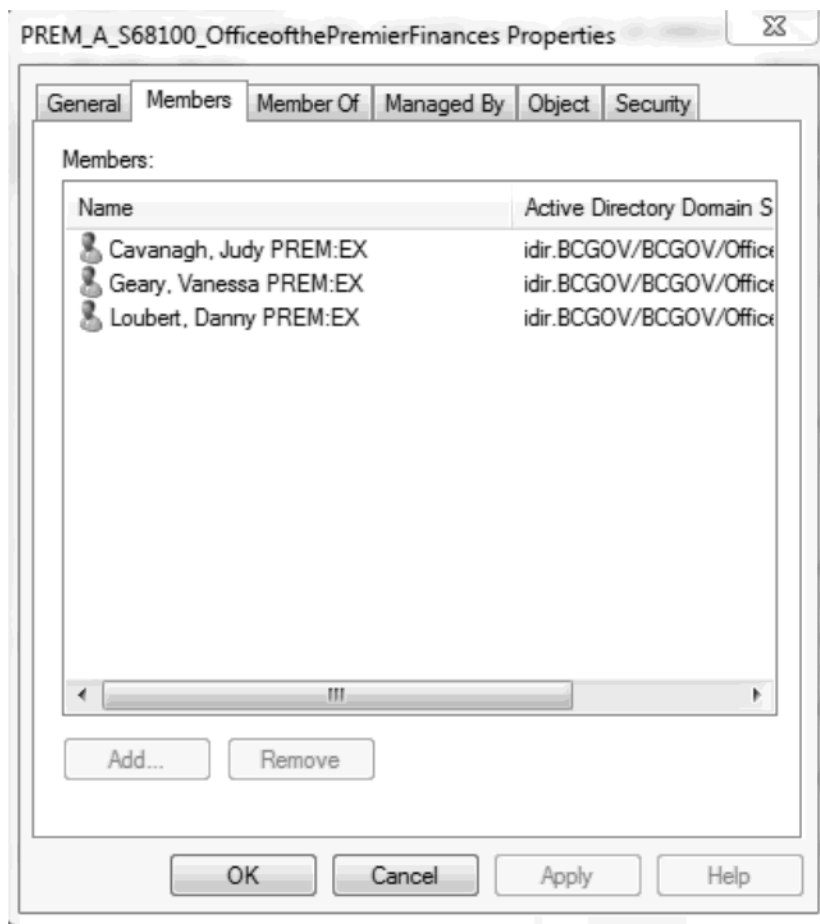 PREM_A_S68100_OfficeofthePremierFinances Properties
General Members Member Of Managed By Object Security
Members:
Name Active Directory Domain S
Cavanagh, Judy PREM:EX idir.BCGOV/BCGOV/Office
Geary, Vanessa PREM:EX idir.BCGOV/BCGOV/Office
Loubert, Danny PREM:EX idir.BCGOV/BCGOV/Office
Add... Remove
OK Cancel Apply Help